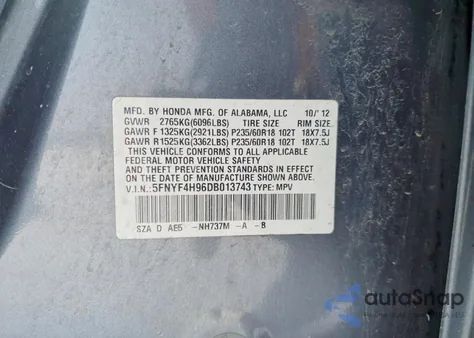 MFD. BY HONDA MFG. OF ALABAMA, LLC 10/'12
GVWR 2765KG(6096LBS) TIRE SIZE RIM SIZE
GAWR F 1325KG(2921LBS) P235/60R18 102T 18X7.5J
GAWR R 1525KG(3362LBS) P235/60R18 102T 18X7.5J
THIS VEHICLE CONFORMS TO ALL APPLICABLE
FEDERAL MOTOR VEHICLE SAFETY AND
THEFT PREVENTION STANDARDS IN EFFECT
ON THE DATE OF MANUFACTURE SHOWN ABOVE.
V.I.N.: 5FNYF4H96DB013743 TYPE: MPV
SZA D AE5 -NH737M -A -B
autoSnap